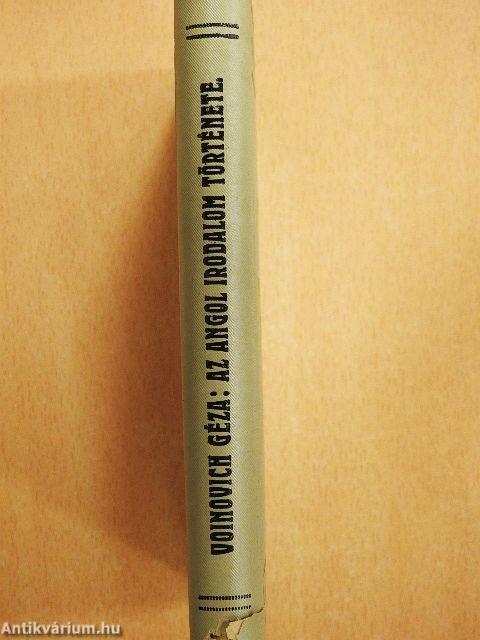 VOINOVICH GÉZA: AZ ANGOL IRODALOM TÖRTÉNETE.
Antikvárium.hu